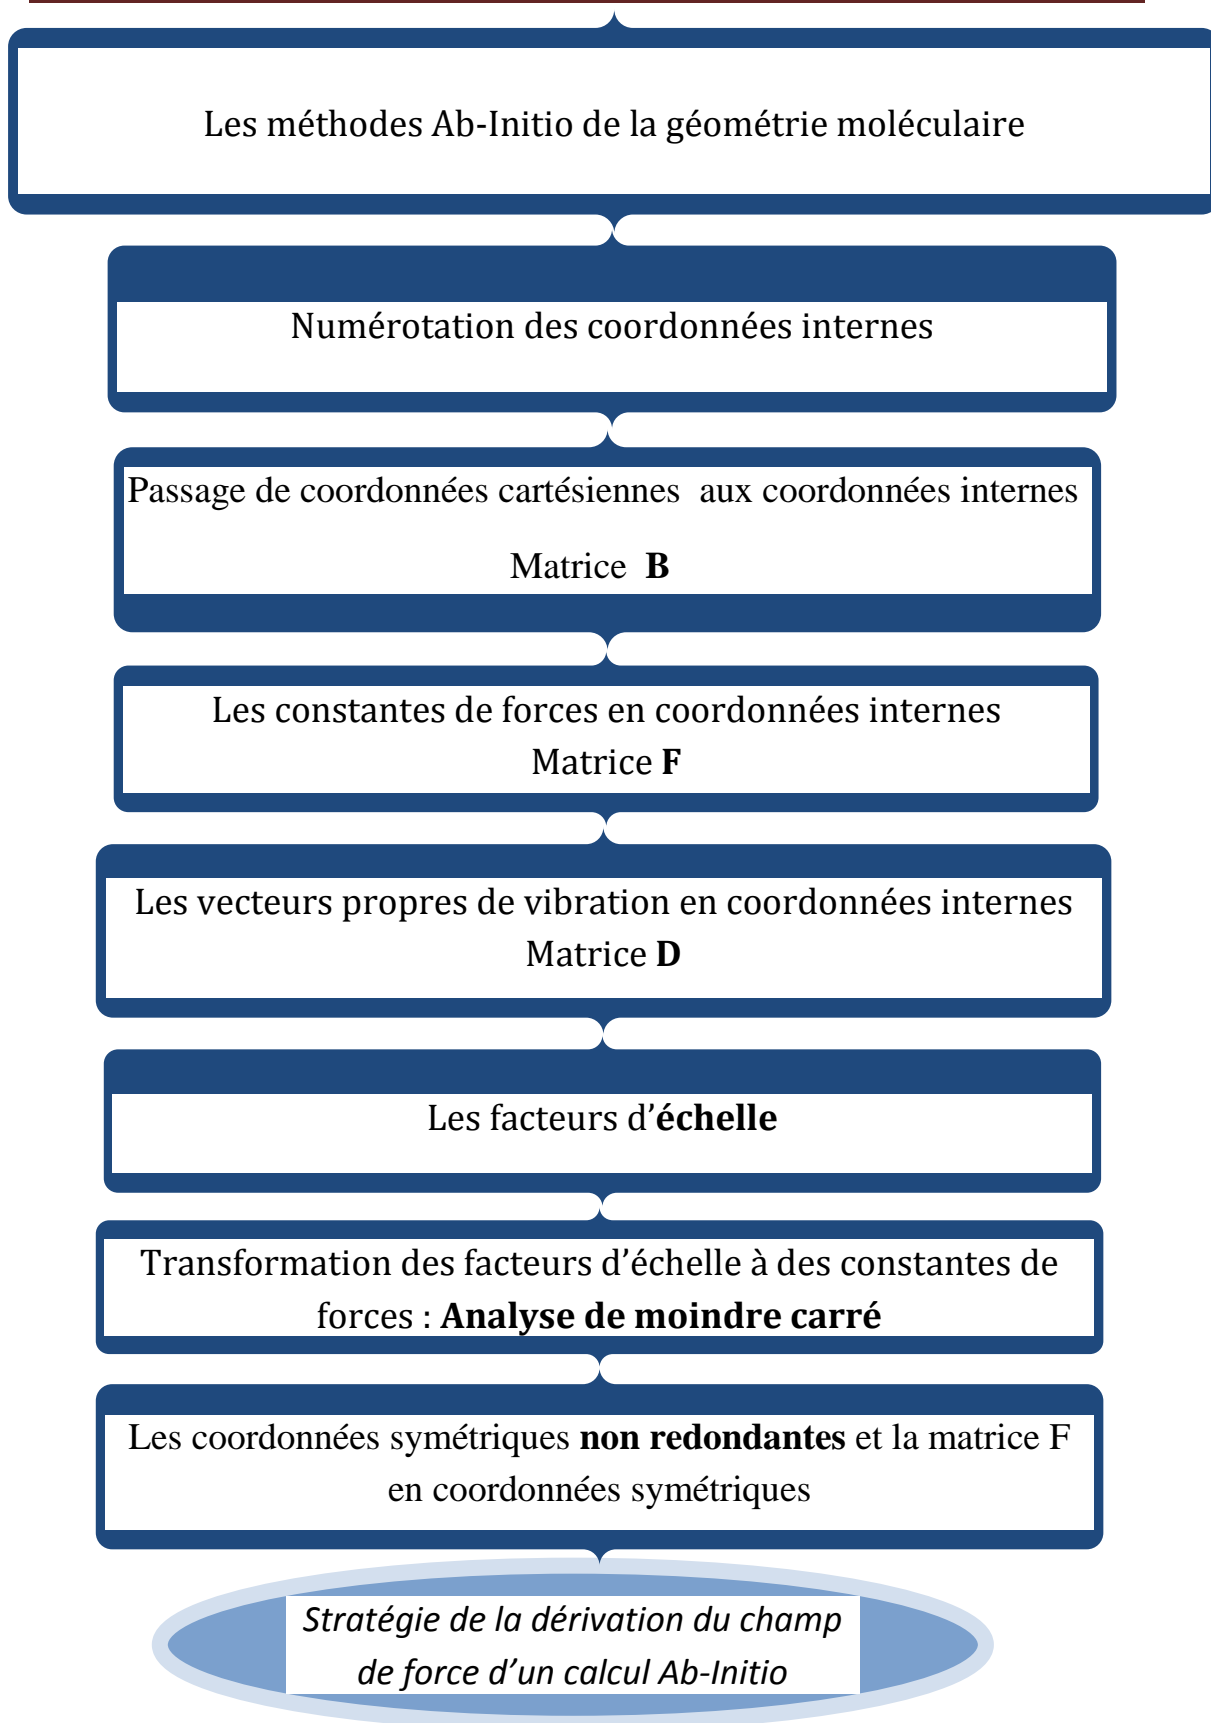 Les méthodes Ab-Initio de la géométrie moléculaire
Numérotation des coordonnées internes
Passage de coordonnées cartésiennes aux coordonnées internes
Matrice B
Les constantes de forces en coordonnées internes
Matrice F
Les vecteurs propres de vibration en coordonnées internes
Matrice D
Les facteurs d’échelle
Transformation des facteurs d’échelle à des constantes de
forces : Analyse de moindre carré
Les coordonnées symétriques non redondantes et la matrice F
en coordonnées symétriques
Stratégie de la dérivation du champ
de force d’un calcul Ab-Initio